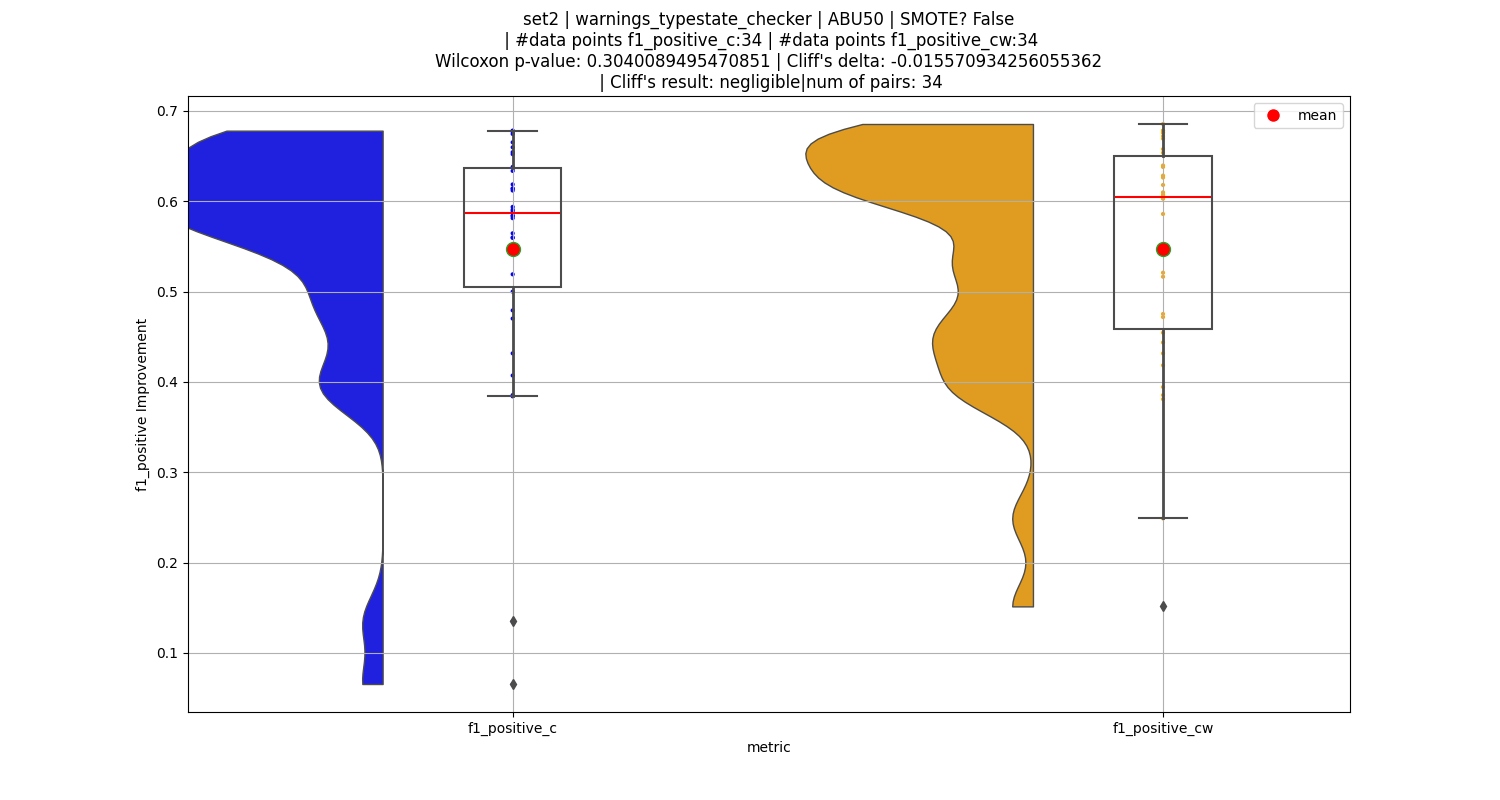 set2 | warnings_typestate_checker | ABU50 | SMOTE? False
| #data points f1_positive_c:34 | #data points f1_positive_cw:34
Wilcoxon p-value: 0.3040089495470851 | Cliff's delta: -0.015570934256055362
| Cliff's result: negligible|num of pairs: 34
mean
0.7
0.6
0.5
0.4
0.3
0.2
0.1
f1_positive Improvement
f1_positive_c
f1_positive_cw
metric